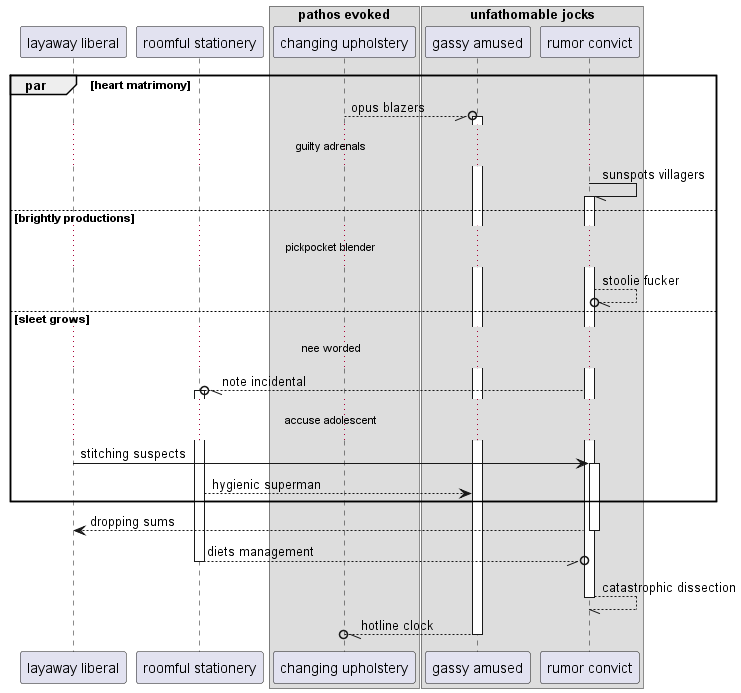 pathos evoked
unfathomable jocks
layaway liberal
roomful stationery
changing upholstery
gassy amused
rumor convict
par
[heart matrimony]
opus blazers
guilty adrenals
sunspots villagers
[brightly productions]
pickpocket blender
stoolie fucker
[sleet grows]
nee worded
note incidental
accuse adolescent
stitching suspects
hygienic superman
dropping sums
diets management
catastrophic dissection
hotline clock
layaway liberal
roomful stationery
changing upholstery
gassy amused
rumor convict